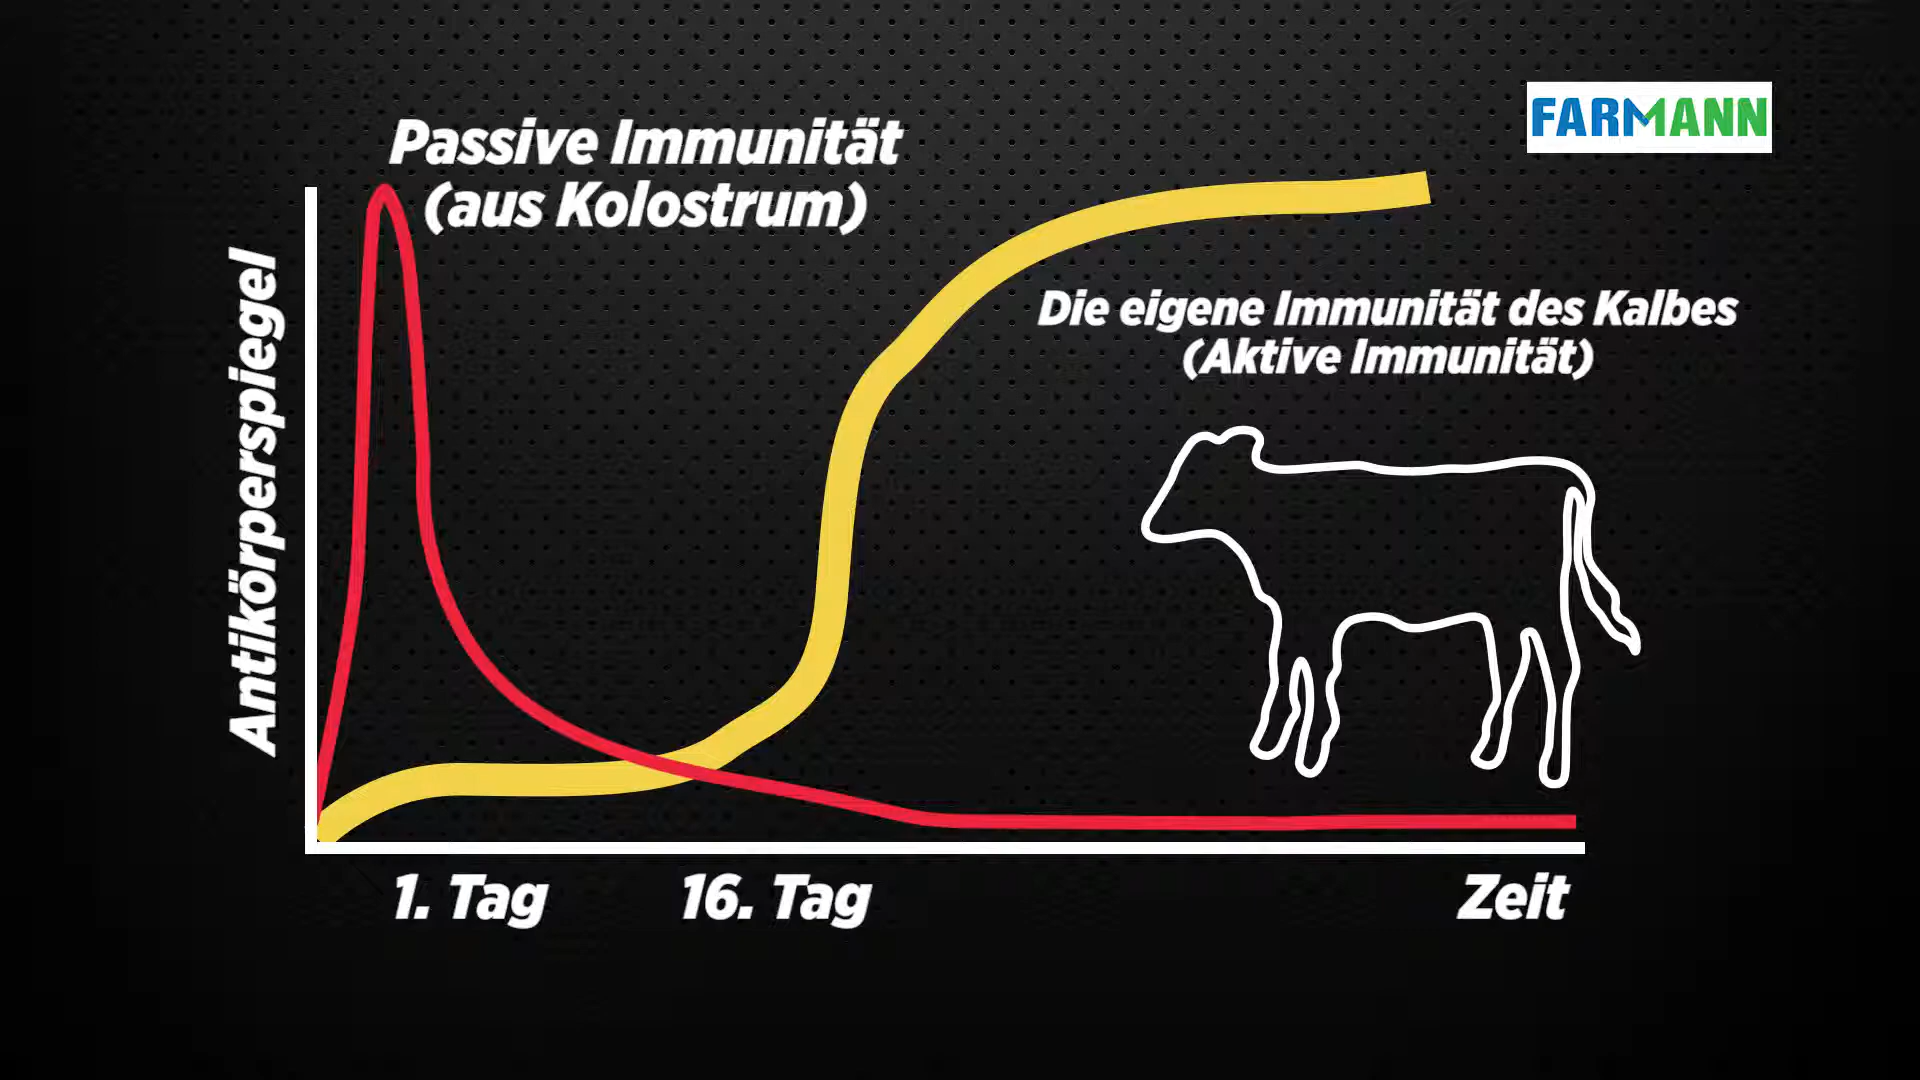 FARMANN
Passive Immunität
(aus Kolostrum)
Die eigene Immunität des Kalbes
(Aktive Immunität)
Antikörperspiegel
1. Tag
16. Tag
Zeit